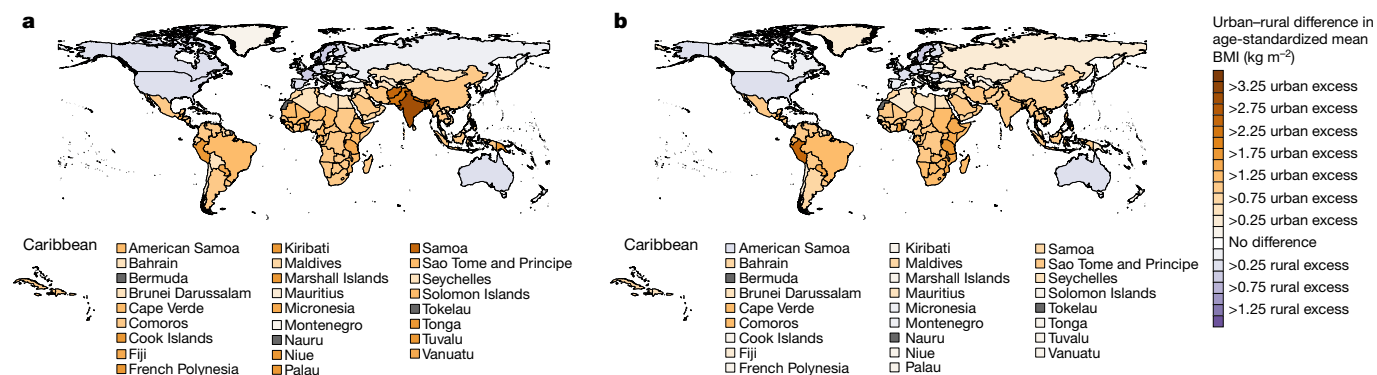 a
Caribbean
American Samoa
Bahrain
Bermuda
Brunei Darussalam
Cape Verde
Comoros
Cook Islands
Fiji
French Polynesia
Kiribati
Maldives
Marshall Islands
Mauritius
Micronesia
Montenegro
Nauru
Niue
Palau
Samoa
Sao Tome and Principe
Seychelles
Solomon Islands
Tokelau
Tonga
Tuvalu
Vanuatu
b
Caribbean
American Samoa
Bahrain
Bermuda
Brunei Darussalam
Cape Verde
Comoros
Cook Islands
Fiji
French Polynesia
Kiribati
Maldives
Marshall Islands
Mauritius
Micronesia
Montenegro
Nauru
Niue
Palau
Samoa
Sao Tome and Principe
Seychelles
Solomon Islands
Tokelau
Tonga
Tuvalu
Vanuatu
Urban–rural difference in
age-standardized mean
BMI (kg m⁻²)
>3.25 urban excess
>2.75 urban excess
>2.25 urban excess
>1.75 urban excess
>1.25 urban excess
>0.75 urban excess
>0.25 urban excess
No difference
>0.25 rural excess
>0.75 rural excess
>1.25 rural excess